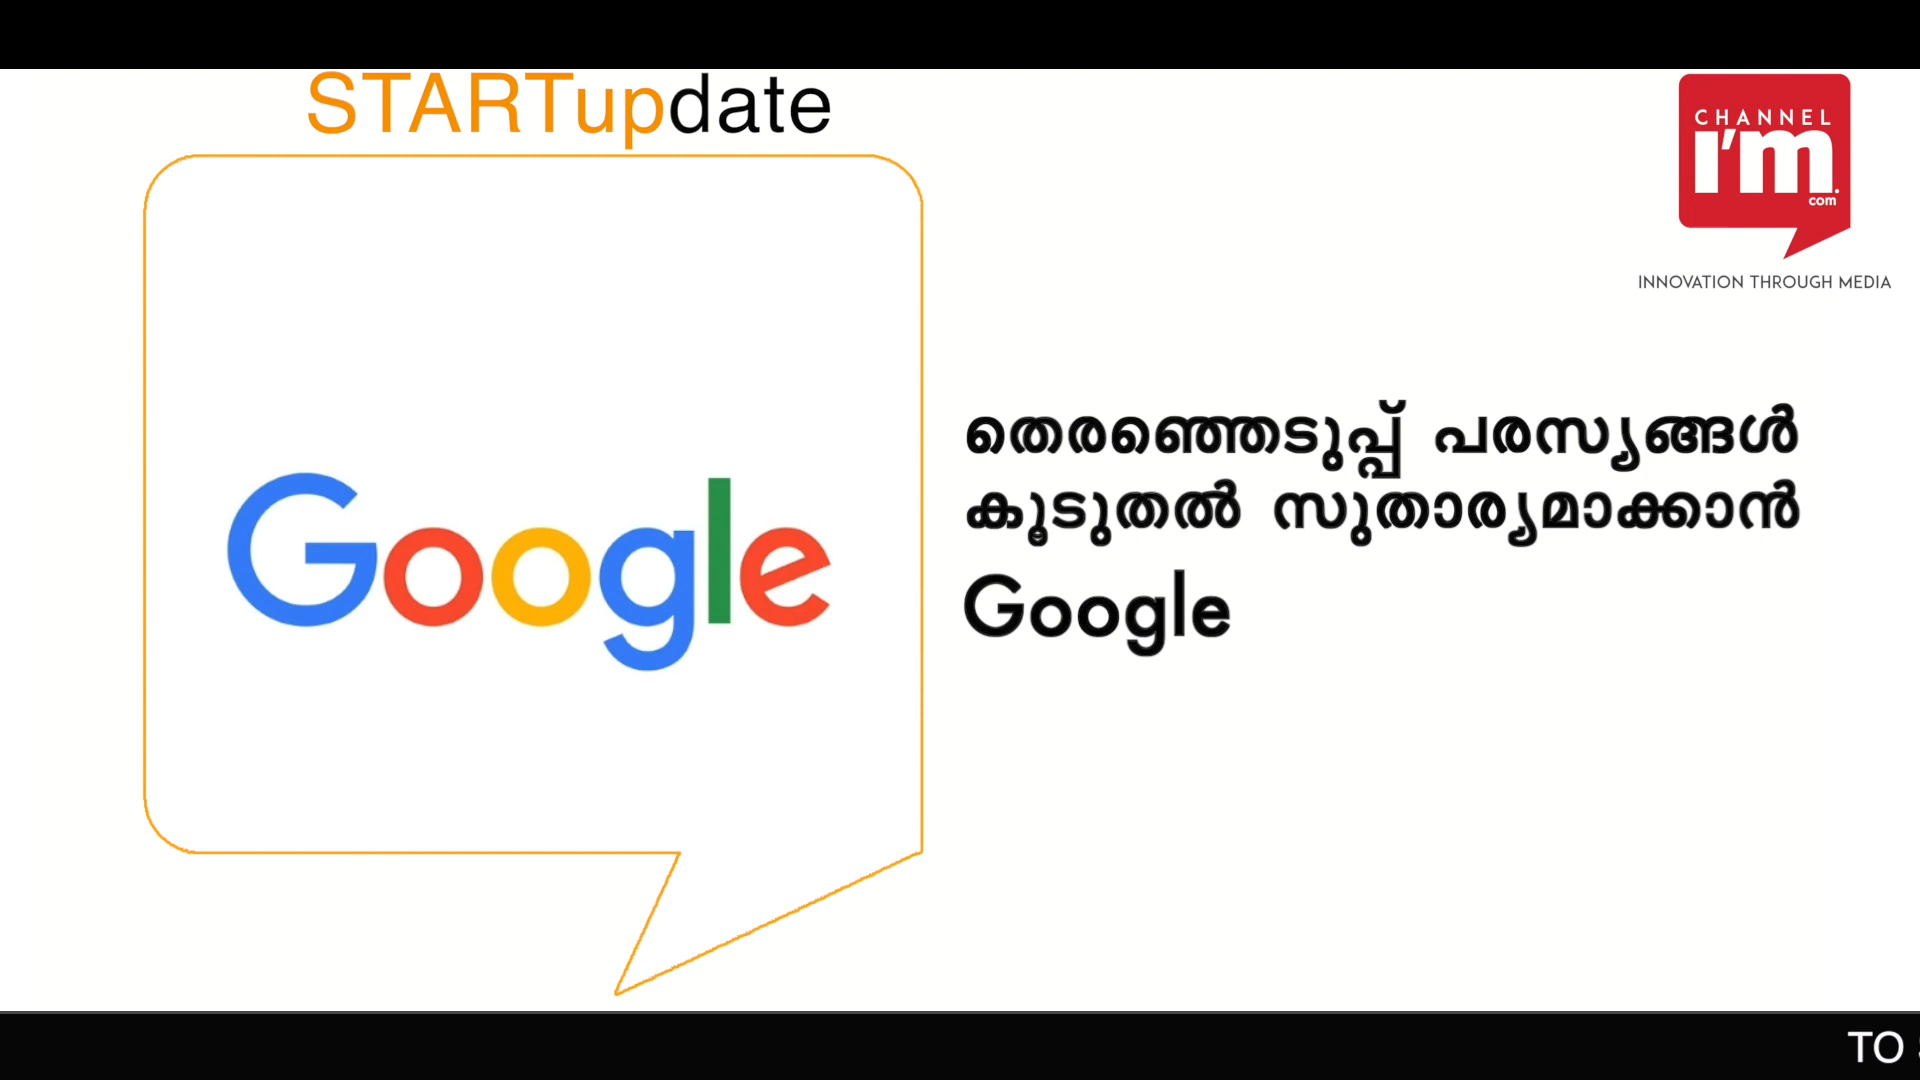 STARTupdate
CHANNEL
I'm.
com
INNOVATION THROUGH MEDIA
Google
തെരഞ്ഞെടുപ്പ് പരസ്യങ്ങൾ
കൂടുതൽ സുതാര്യമാക്കാൻ
Google
TO